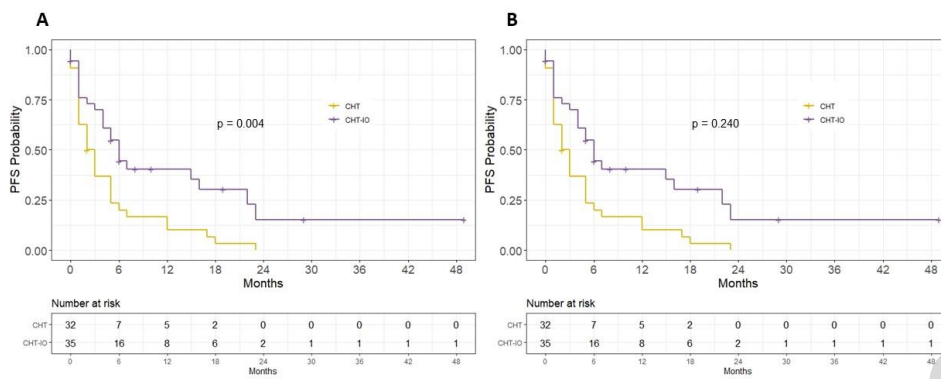 A
PFS Probability
1.00
0.75
0.50
0.25
0.00
p = 0.004
CHT
CHT-IO
0 6 12 18 24 30 36 42 48
Months
Number at risk
CHT 32 7 5 2 0 0 0 0 0
CHT-IO 35 16 8 6 2 1 1 1 1
0 6 12 18 24 30 36 42 48
Months
B
PFS Probability
1.00
0.75
0.50
0.25
0.00
p = 0.240
CHT
CHT-IO
0 6 12 18 24 30 36 42 48
Months
Number at risk
CHT 32 7 5 2 0 0 0 0 0
CHT-IO 35 16 8 6 2 1 1 1 1
0 6 12 18 24 30 36 42 48
Months